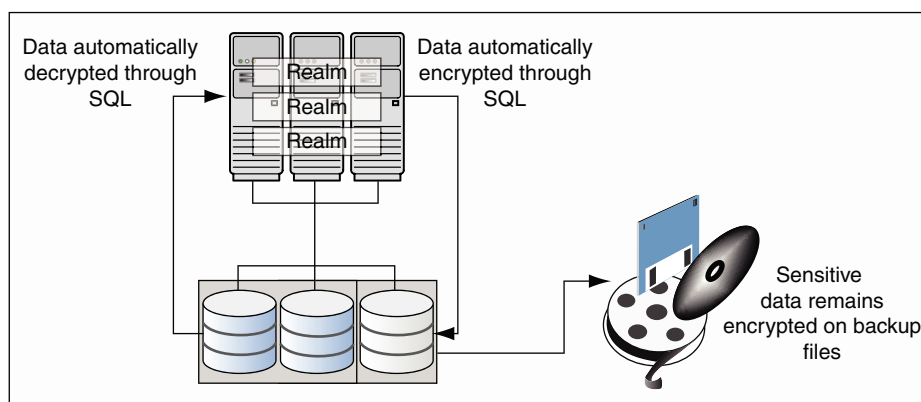 Data automatically
decrypted through
SQL
Realm
Realm
Realm
Data automatically
encrypted through
SQL
Sensitive
data remains
encrypted on backup
files